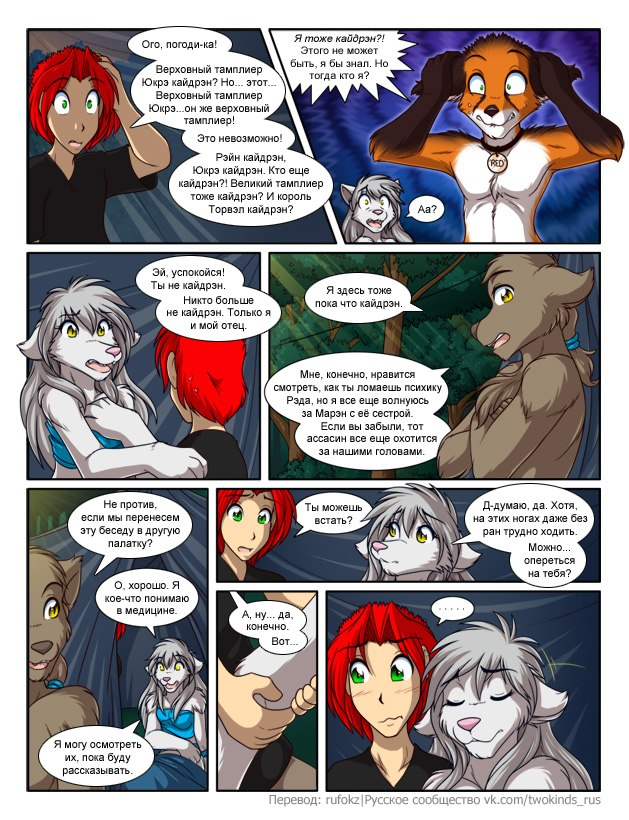 Ого, погоди-ка!
Верховный тамплиер
Юкрэ кайдрэн? Но... этот...
Верховный тамплиер
Юкрэ...он же верховный
тамплиер!
Это невозможно!
Рэйн кайдрэн,
Юкрэ кайдрэн. Кто еще
кайдрэн?! Великий тамплиер
тоже кайдрэн? И король
Торвэл кайдрэн?
Я тоже кайдрэн?!
Этого не может
быть, я бы знал. Но
тогда кто я?
RED
Аа?
Эй, успокойся!
Ты не кайдрэн.
Никто больше
не кайдрэн. Только я
и мой отец.
Я здесь тоже
пока что кайдрэн.
Мне, конечно, нравится
смотреть, как ты ломаешь психику
Рэда, но я все еще волнуюсь
за Марэн с её сестрой.
Если вы забыли, тот
ассасин все еще охотится
за нашими головами.
Не против,
если мы перенесем
эту беседу в другую
палатку?
О, хорошо. Я
кое-что понимаю
в медицине.
Я могу осмотреть
их, пока буду
рассказывать.
Ты можешь
встать?
Д-думаю, да. Хотя,
на этих ногах даже без
ран трудно ходить.
Можно...
опереться
на тебя?
А, ну... да,
конечно.
Вот...
. . . . .
Перевод: rufokz|Русское сообщество vk.com/twokinds_rus